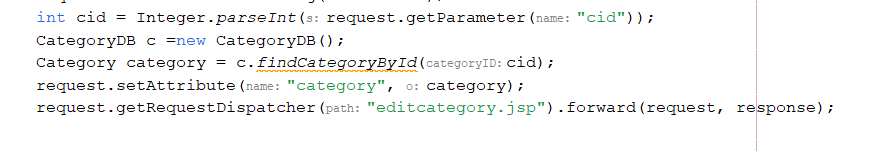 int cid = Integer.parseInt(s: request.getParameter(name: "cid"));
CategoryDB c =new CategoryDB();
Category category = c.findCategoryById(categoryID: cid);
request.setAttribute(name: "category", o: category);
request.getRequestDispatcher(path: "editcategory.jsp").forward(request, response);